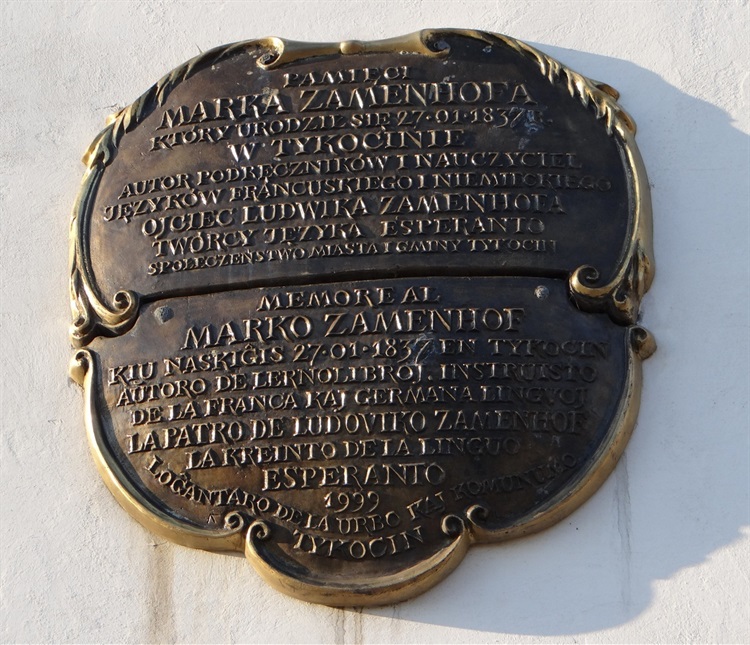 PAMIĘCI
MARKA ZAMENHOFA
KTÓRY URODZIŁ SIĘ 27·01·1837 R.
W TYKOCINIE
AUTOR PODRĘCZNIKÓW I NAUCZYCIEL
JĘZYKÓW FRANCUSKIEGO I NIEMIECKIEGO
OJCIEC LUDWIKA ZAMENHOFA
TWÓRCY JĘZYKA ESPERANTO
SPOŁECZEŃSTWO MIASTA I GMINY TYKOCIN
MEMORE AL
MARKO ZAMENHOF
KIU NASKIĜIS 27·01·1837 EN TYKOCIN
AŬTORO DE LERNOLIBROJ, INSTRUISTO
DE LA FRANCA KAJ GERMANA LINGVOJ
LA PATRO DE LUDOVIKO ZAMENHOF
LA KREINTO DE LA LINGUO
ESPERANTO
1999
LOĜANTARO DE LA URBO KAJ KOMUNUMO
TYKOCIN